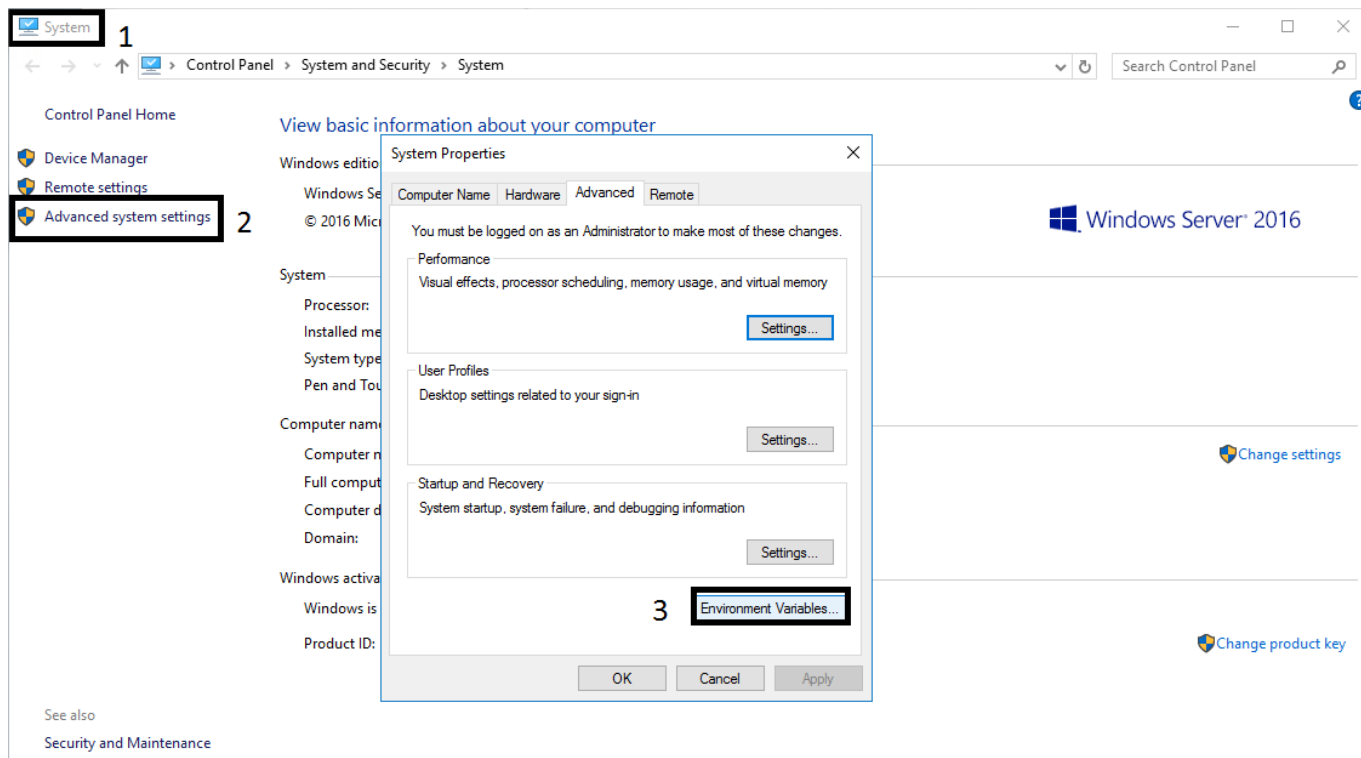 System
1
Control Panel › System and Security › System
Search Control Panel
?
Control Panel Home
Device Manager
Remote settings
Advanced system settings
2
View basic information about your computer
Windows editio
Windows Se
© 2016 Micr
Windows Server 2016
System
Processor:
Installed me
System type
Pen and Tou
Computer name
Computer n
Full comput
Computer d
Domain:
Change settings
Windows activa
Windows is
Product ID:
Change product key
See also
Security and Maintenance
System Properties
Computer Name Hardware Advanced Remote
You must be logged on as an Administrator to make most of these changes.
Performance
Visual effects, processor scheduling, memory usage, and virtual memory
Settings...
User Profiles
Desktop settings related to your sign-in
Settings...
Startup and Recovery
System startup, system failure, and debugging information
Settings...
3
Environment Variables...
OK Cancel Apply